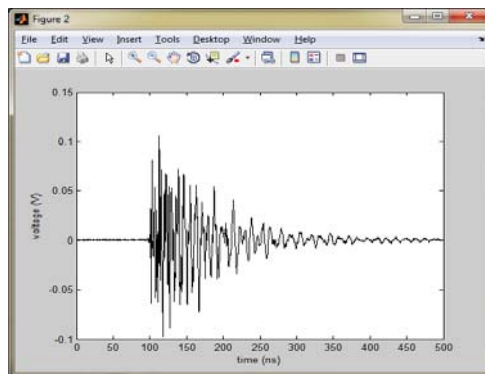 Figure 2
File Edit View Insert Tools Desktop Window Help
0.15
0.1
0.05
0
-0.05
-0.1
voltage (V)
0 50 100 150 200 250 300 350 400 450 500
time (ns)